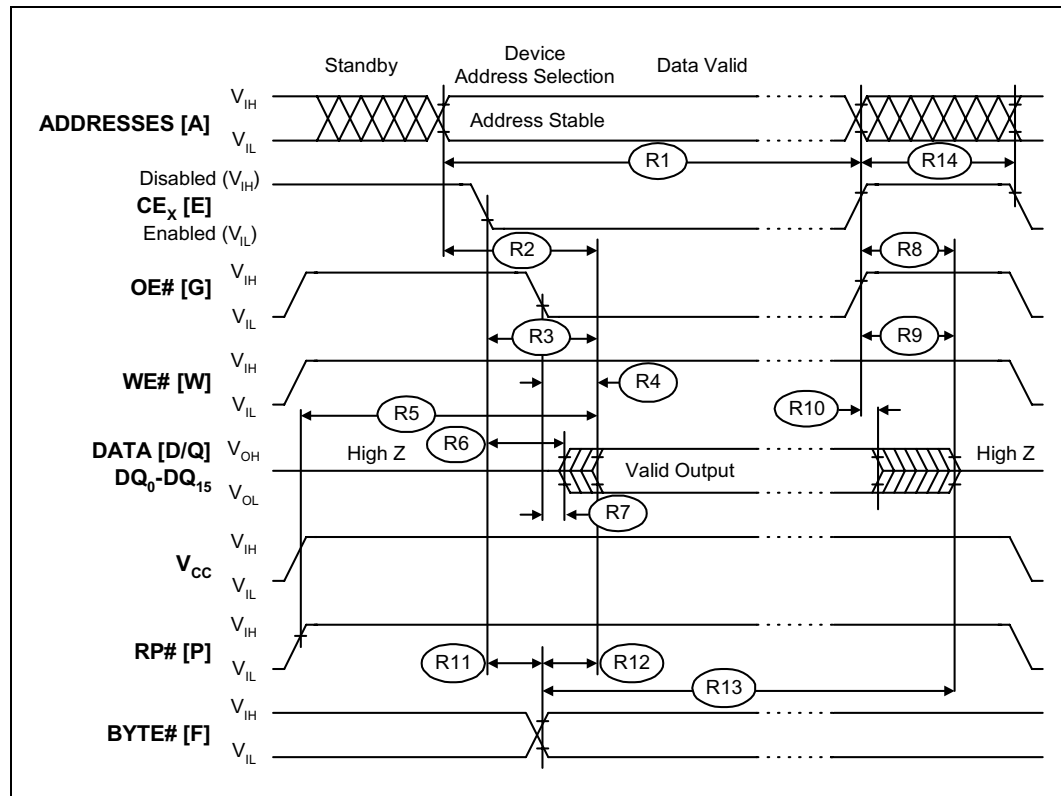 Standby
Device
Address Selection
Data Valid
ADDRESSES [A]
V_IH
V_IL
Address Stable
R1
R14
Disabled (V_IH)
CE_X [E]
Enabled (V_IL)
R2
R8
OE# [G]
V_IH
V_IL
R3
R9
WE# [W]
V_IH
V_IL
R4
R5
R10
R6
DATA [D/Q]
DQ_0-DQ_15
V_OH
V_OL
High Z
Valid Output
High Z
R7
V_CC
V_IH
V_IL
RP# [P]
V_IH
V_IL
R11
R12
R13
BYTE# [F]
V_IH
V_IL